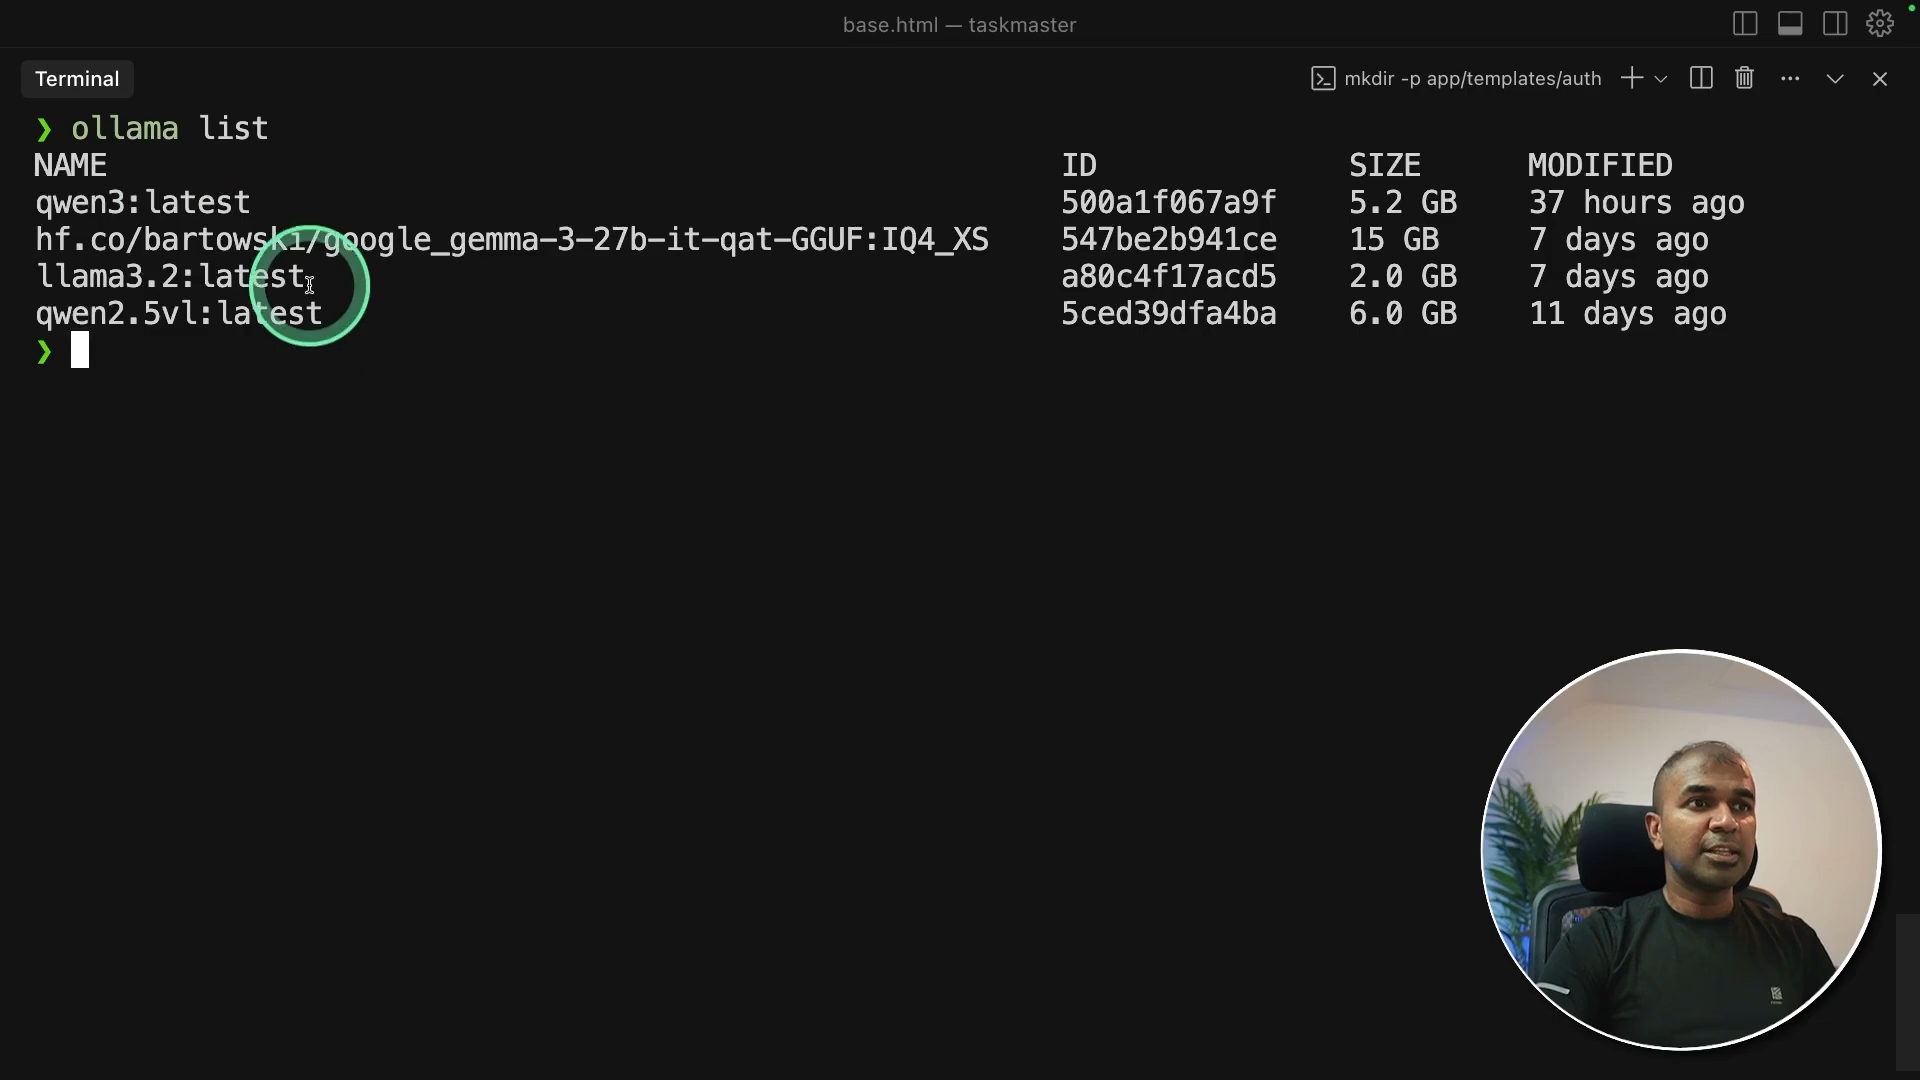 base.html — taskmaster
Terminal
mkdir -p app/templates/auth
❯ ollama list
NAME ID SIZE MODIFIED
qwen3:latest 500a1f067a9f 5.2 GB 37 hours ago
hf.co/bartowski/google_gemma-3-27b-it-qat-GGUF:IQ4_XS 547be2b941ce 15 GB 7 days ago
llama3.2:latest a80c4f17acd5 2.0 GB 7 days ago
qwen2.5vl:latest 5ced39dfa4ba 6.0 GB 11 days ago
❯